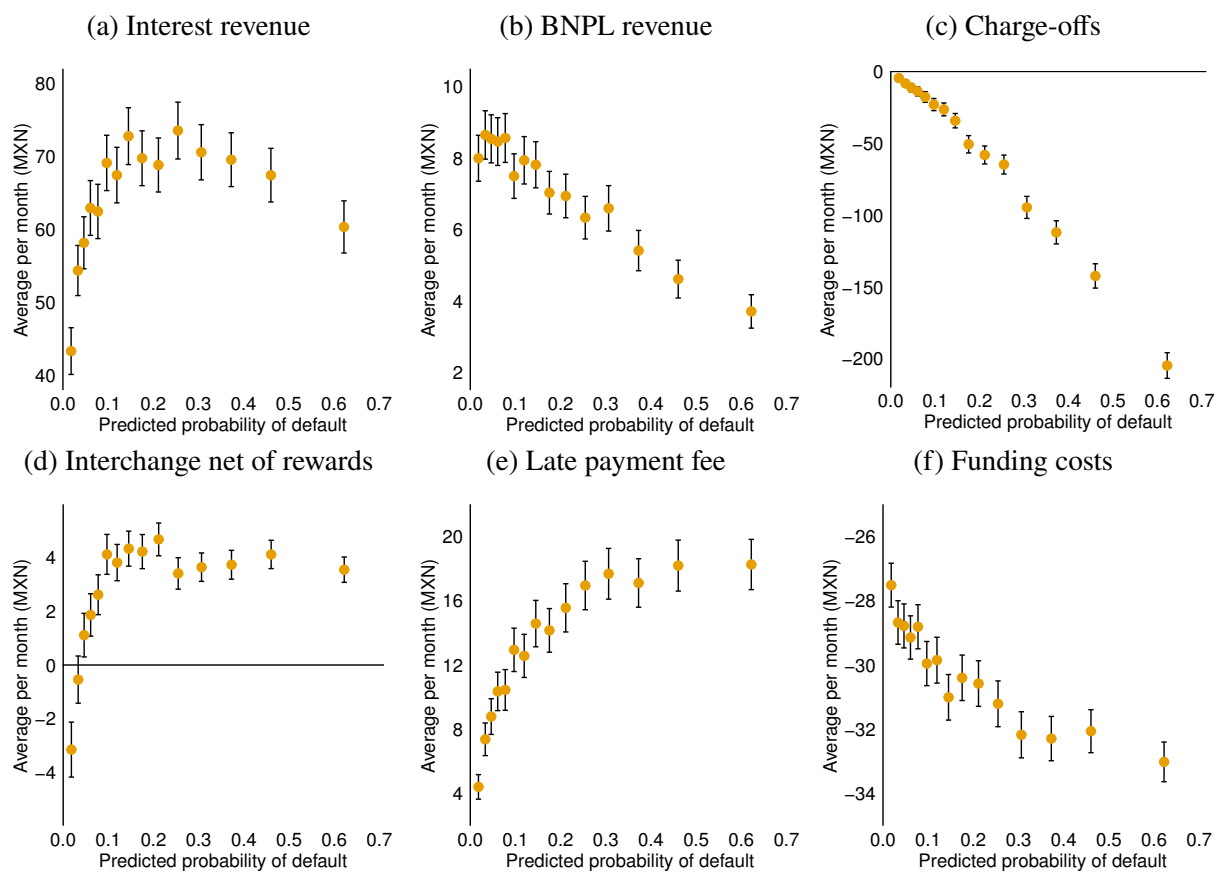 (a) Interest revenue
(b) BNPL revenue
(c) Charge-offs
Average per month (MXN)
80
70
60
50
40
0.0 0.1 0.2 0.3 0.4 0.5 0.6 0.7
Predicted probability of default
Average per month (MXN)
10
8
6
4
2
0.0 0.1 0.2 0.3 0.4 0.5 0.6 0.7
Predicted probability of default
Average per month (MXN)
0
−50
−100
−150
−200
0.0 0.1 0.2 0.3 0.4 0.5 0.6 0.7
Predicted probability of default
(d) Interchange net of rewards
(e) Late payment fee
(f) Funding costs
Average per month (MXN)
4
2
0
−2
−4
0.0 0.1 0.2 0.3 0.4 0.5 0.6 0.7
Predicted probability of default
Average per month (MXN)
20
16
12
8
4
0.0 0.1 0.2 0.3 0.4 0.5 0.6 0.7
Predicted probability of default
Average per month (MXN)
−26
−28
−30
−32
−34
0.0 0.1 0.2 0.3 0.4 0.5 0.6 0.7
Predicted probability of default